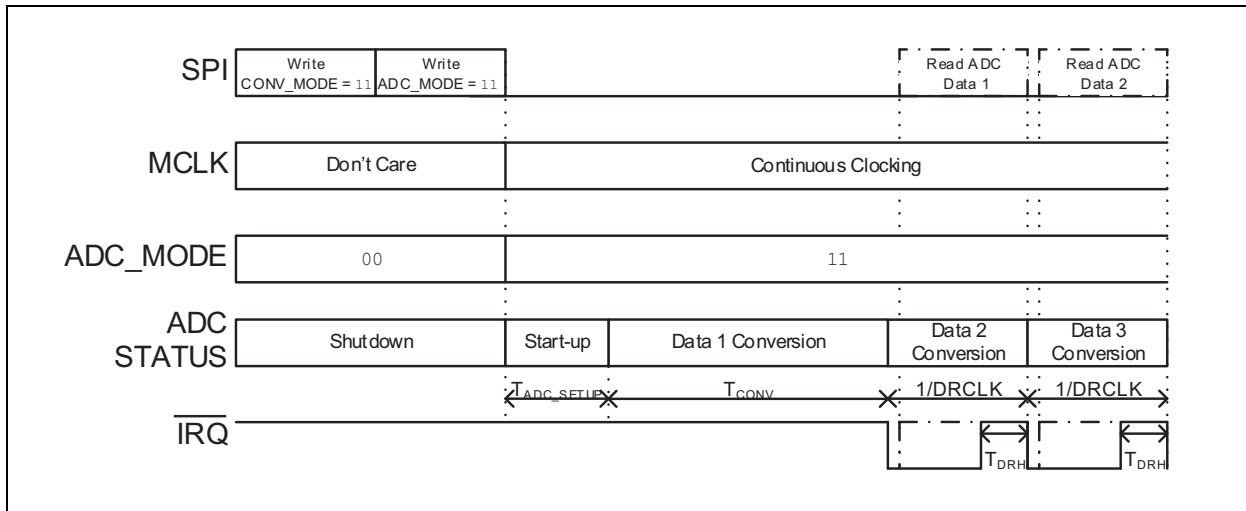 SPI
Write
CONV_MODE = 11
Write
ADC_MODE = 11
Read ADC
Data 1
Read ADC
Data 2
MCLK
Don't Care
Continuous Clocking
ADC_MODE
00
11
ADC
STATUS
Shutdown
Start-up
Data 1 Conversion
Data 2
Conversion
Data 3
Conversion
TADC_SETUP
TCONV
1/DRCLK
1/DRCLK
IRQ
TDRH
TDRH